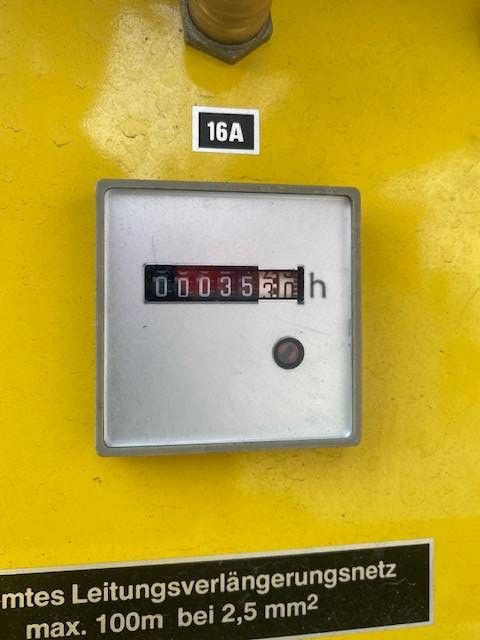 16A
00035 h
mtes Leitungsverlängerungsnetz
max. 100m bei 2,5 mm²